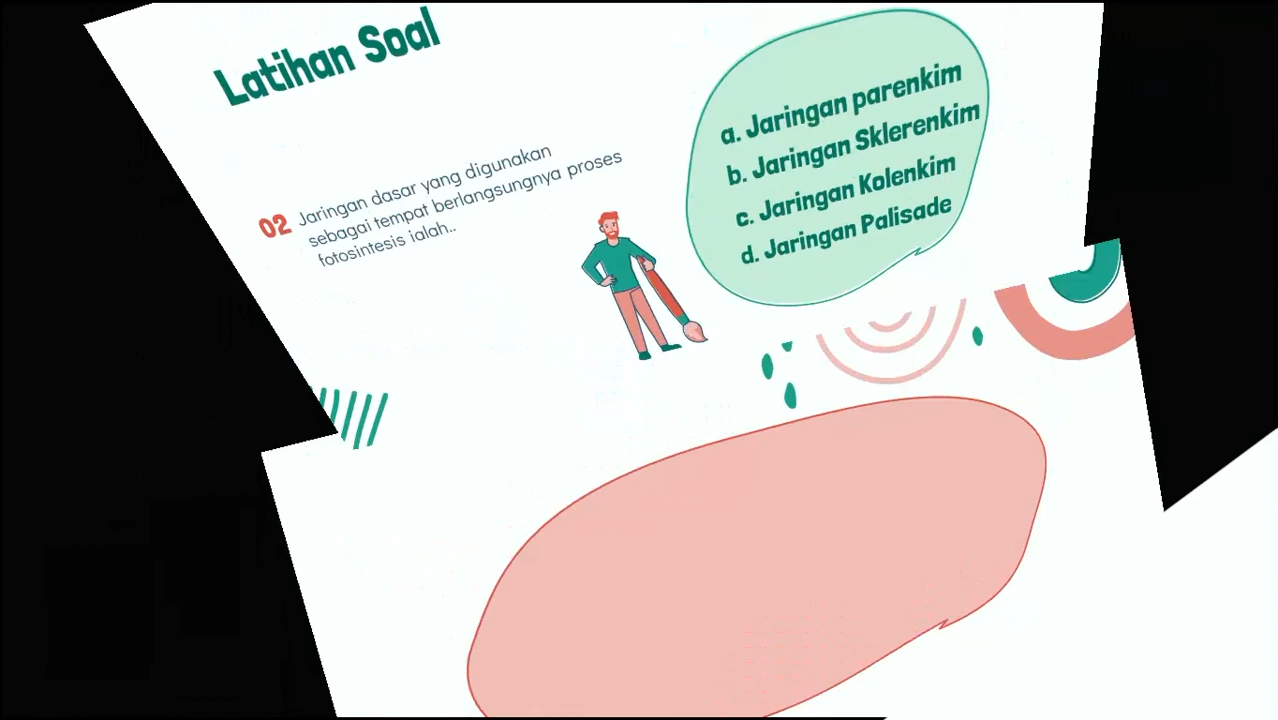 Latihan Soal
02 Jaringan dasar yang digunakan
sebagai tempat berlangsungnya proses
fotosintesis ialah..
a. Jaringan parenkim
b. Jaringan Sklerenkim
c. Jaringan Kolenkim
d. Jaringan Palisade